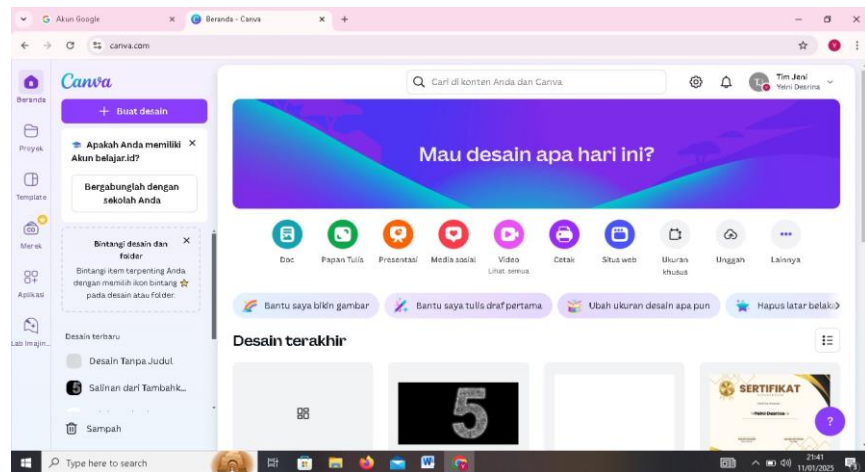 Akun Google
Beranda - Canva
canva.com
Beranda
Proyek
Template
Merek
Aplikasi
Lab Imajin...
Canva
+ Buat desain
Apakah Anda memiliki
Akun belajar.id?
Bergabunglah dengan
sekolah Anda
Bintangi desain dan
folder
Bintangi item terpenting Anda
dengan memilih ikon bintang
pada desain atau folder.
Desain terbaru
Desain Tanpa Judul
Salinan dari Tambahk...
Sampah
Cari di konten Anda dan Canva
Tim Jeni
Yelni Desrina
Mau desain apa hari ini?
Doc
Papan Tulis
Presentasi
Media sosial
Video
Lihat semua
Cetak
Situs web
Ukuran
khusus
Unggah
Lainnya
Bantu saya bikin gambar
Bantu saya tulis draf pertama
Ubah ukuran desain apa pun
Hapus latar belak
Desain terakhir
5
SERTIFIKAT
Yelni Desrina
?
Type here to search
21:41
11/01/2025